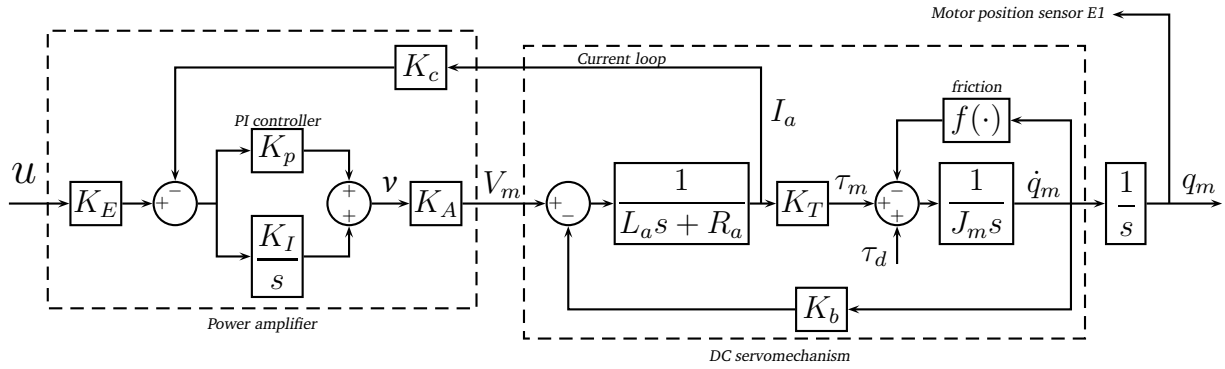 Motor position sensor E1
K_c
Current loop
friction
f(·)
I_a
PI controller
K_p
u
K_E
−
+
+
+
ν
K_A
V_m
+
−
1
L_a s + R_a
K_T
τ_m
−
+
+
1
J_m s
q̇_m
1
s
q_m
K_I
s
τ_d
K_b
Power amplifier
DC servomechanism